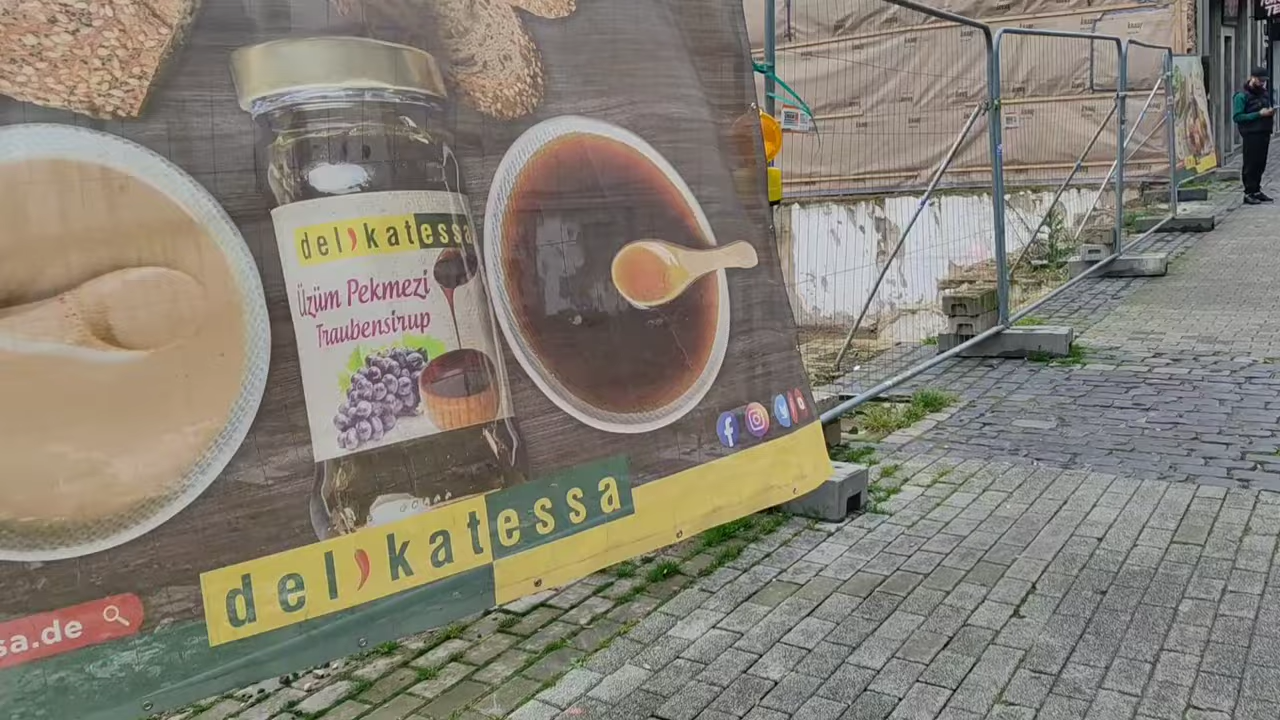 delikatessa
Üzüm Pekmezi
Traubensirup
delikatessa
sa.de